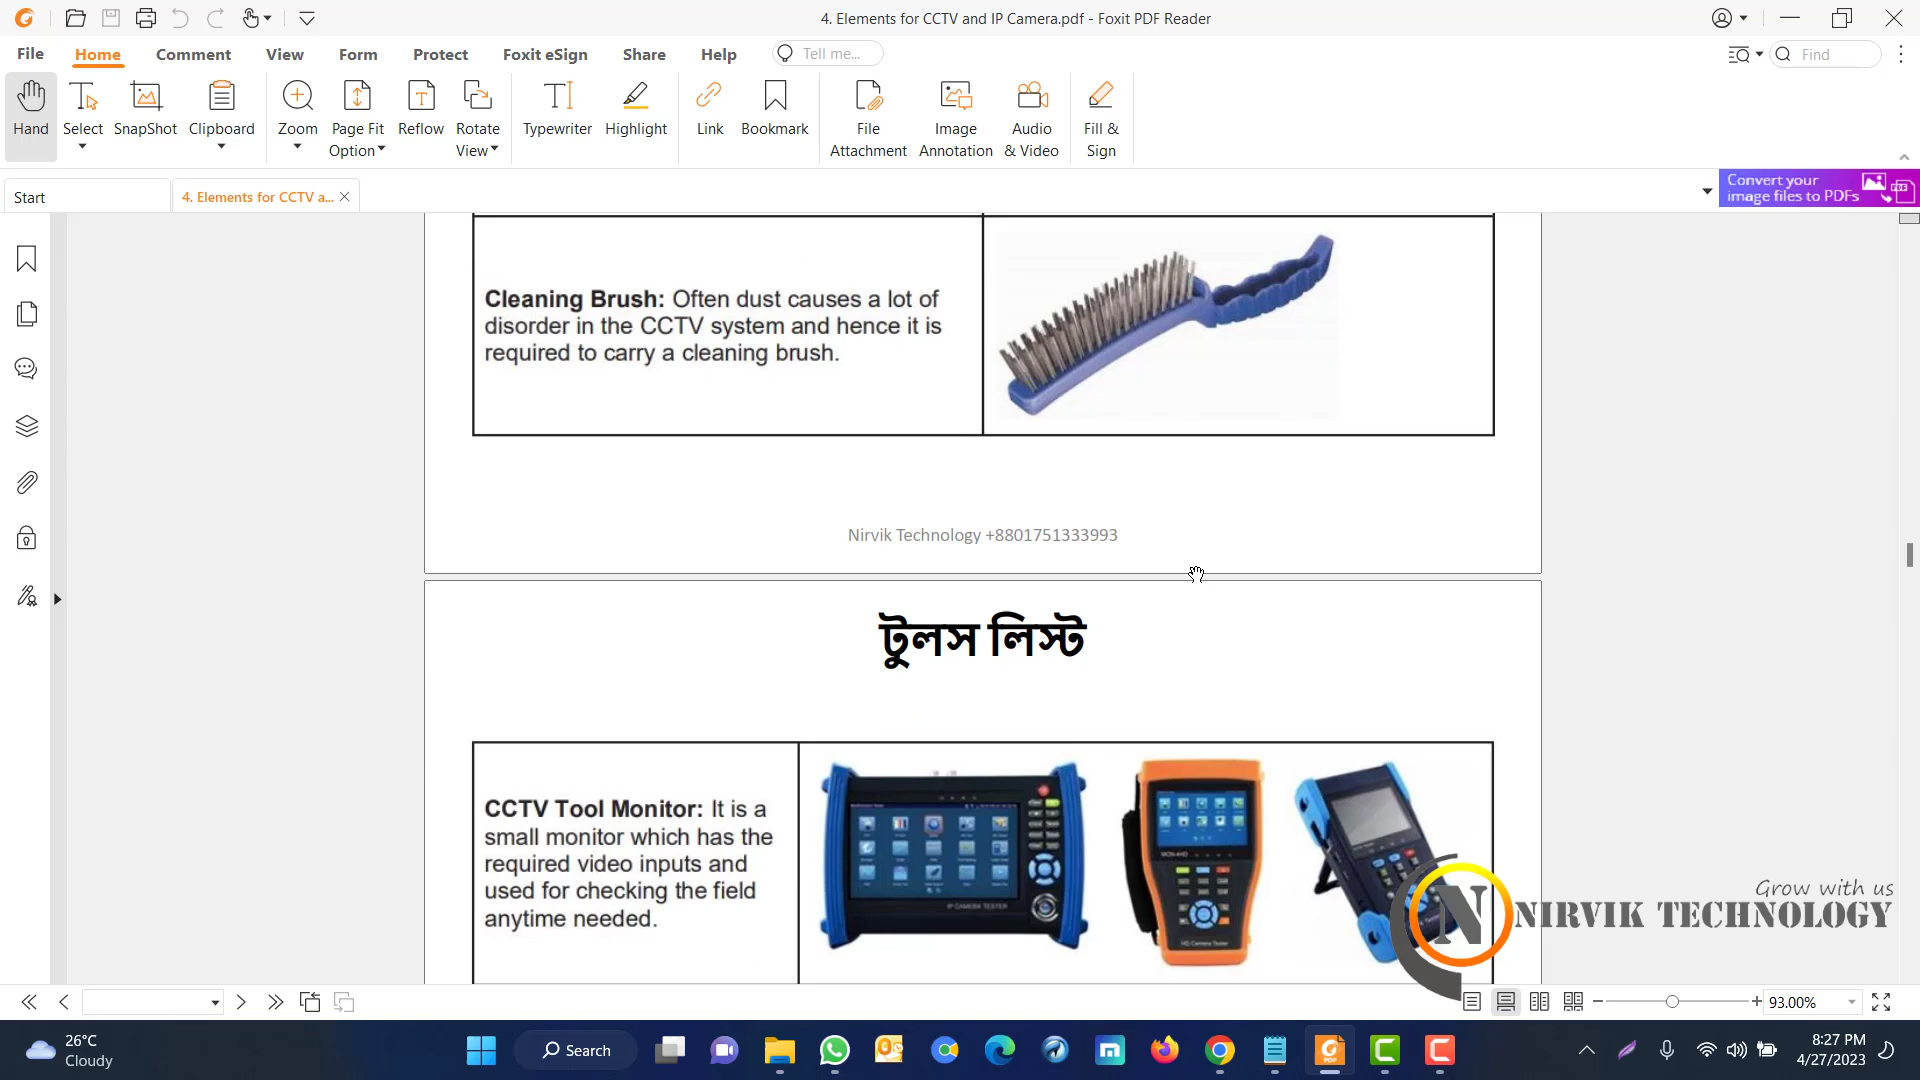 4. Elements for CCTV and IP Camera.pdf - Foxit PDF Reader
File Home Comment View Form Protect Foxit eSign Share Help Tell me... Find
Hand Select SnapShot Clipboard Zoom Page Fit Option Reflow Rotate View Typewriter Highlight Link Bookmark File Attachment Image Annotation Audio & Video Fill & Sign
Start 4. Elements for CCTV a...
Convert your
image files to PDFs
Cleaning Brush: Often dust causes a lot of
disorder in the CCTV system and hence it is
required to carry a cleaning brush.
Nirvik Technology +8801751333993
টুলস লিস্ট
CCTV Tool Monitor: It is a
small monitor which has the
required video inputs and
used for checking the field
anytime needed.
IP CAMERA TESTER
HD Camera Tester
Grow with us
N NIRVIK TECHNOLOGY
93.00%
26°C
Cloudy
Search
8:27 PM
4/27/2023